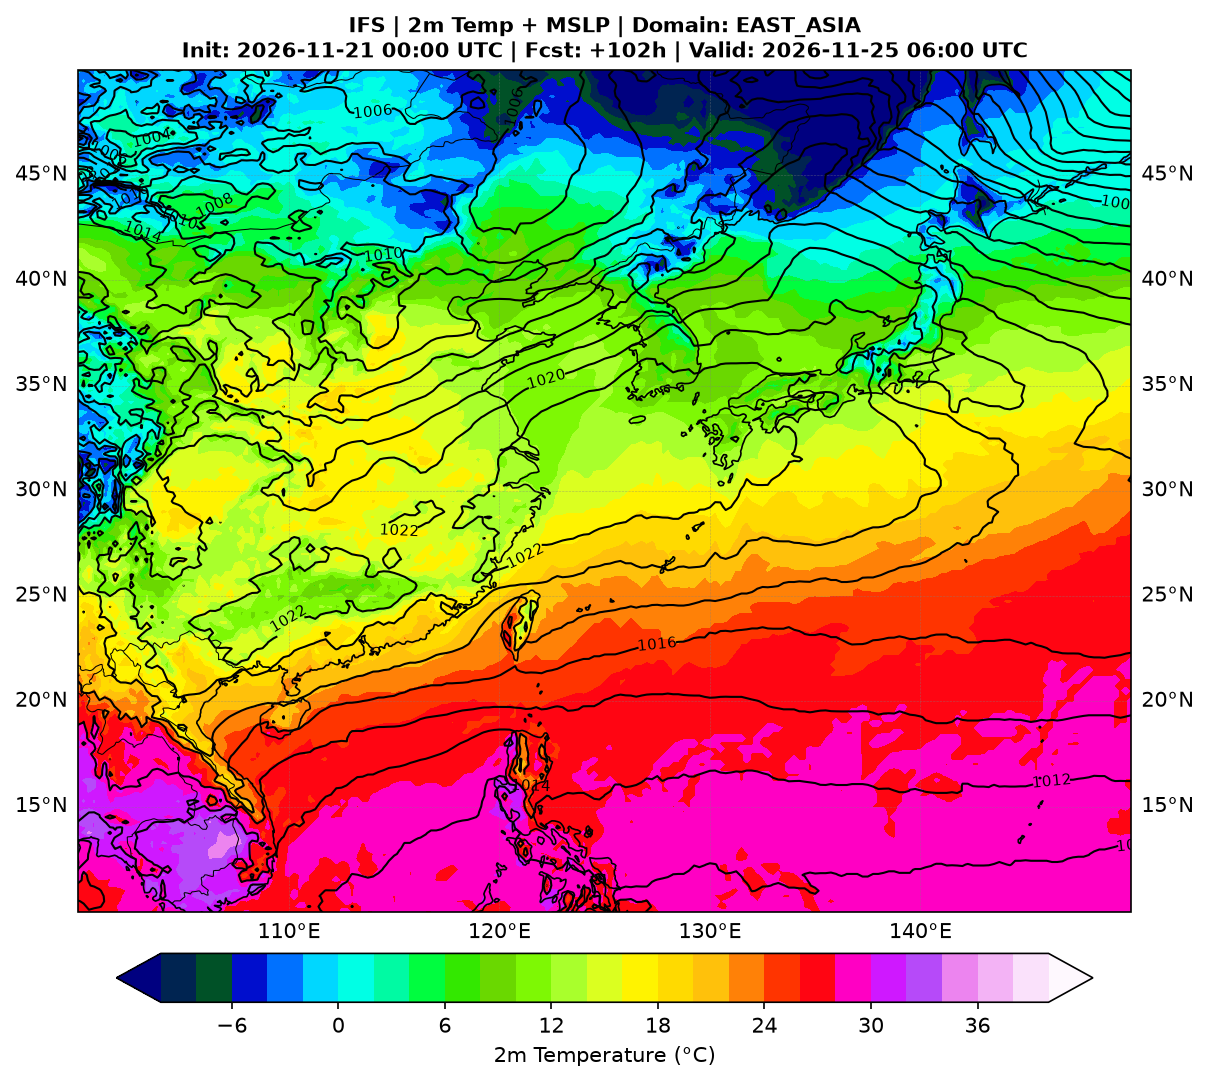 IFS | 2m Temp + MSLP | Domain: EAST_ASIA
Init: 2026-11-21 00:00 UTC | Fcst: +102h | Valid: 2026-11-25 06:00 UTC
1006
1006
1004
1006
1008
1010
1014
1010
45°N
45°N
40°N
40°N
1020
35°N
35°N
30°N
30°N
1022
1022
25°N
25°N
1022
1016
20°N
20°N
1014
1012
15°N
15°N
110°E
120°E
130°E
140°E
−6
0
6
12
18
24
30
36
2m Temperature (°C)